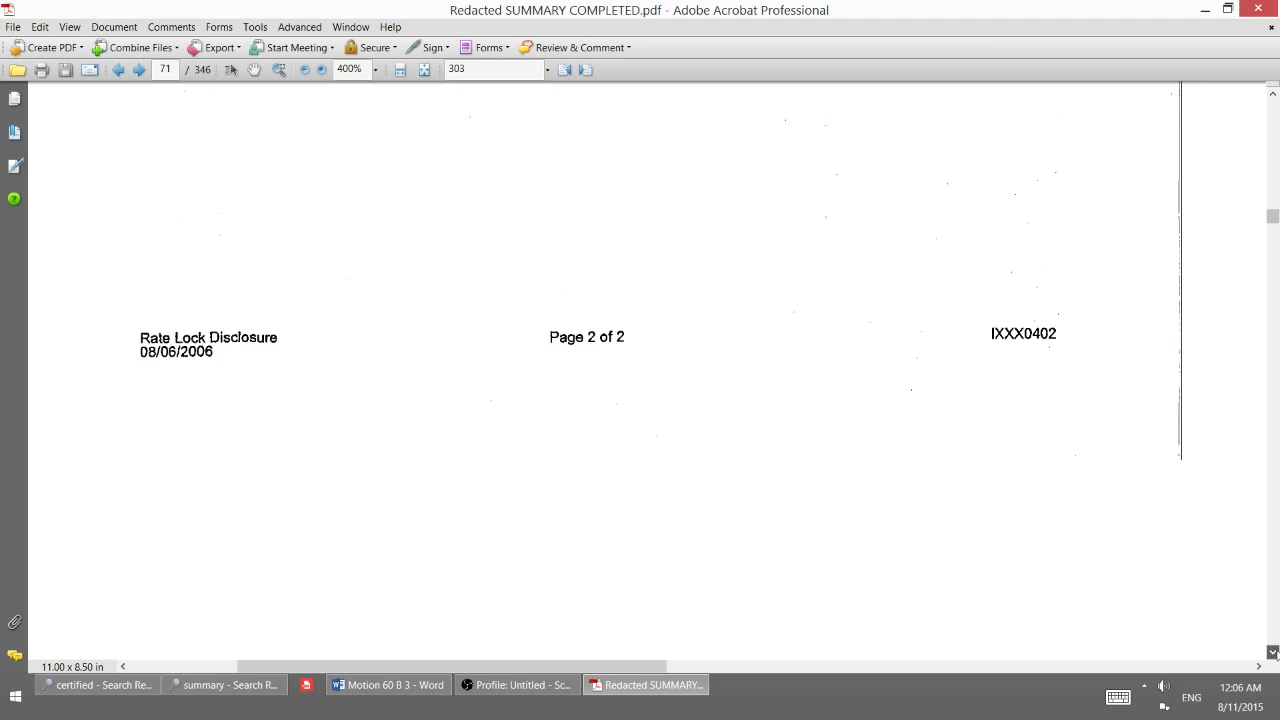 Redacted SUMMARY COMPLETED.pdf - Adobe Acrobat Professional
File Edit View Document Comments Forms Tools Advanced Window Help
Create PDF Combine Files Export Start Meeting Secure Sign Forms Review & Comment
71 / 346 400% 303
Rate Lock Disclosure Page 2 of 2 IXXX0402
08/06/2006
11.00 x 8.50 in
certified - Search Re... summary - Search R... Motion 60 B 3 - Word Profile: Untitled - Sc... Redacted SUMMARY...
ENG
12:06 AM
8/11/2015